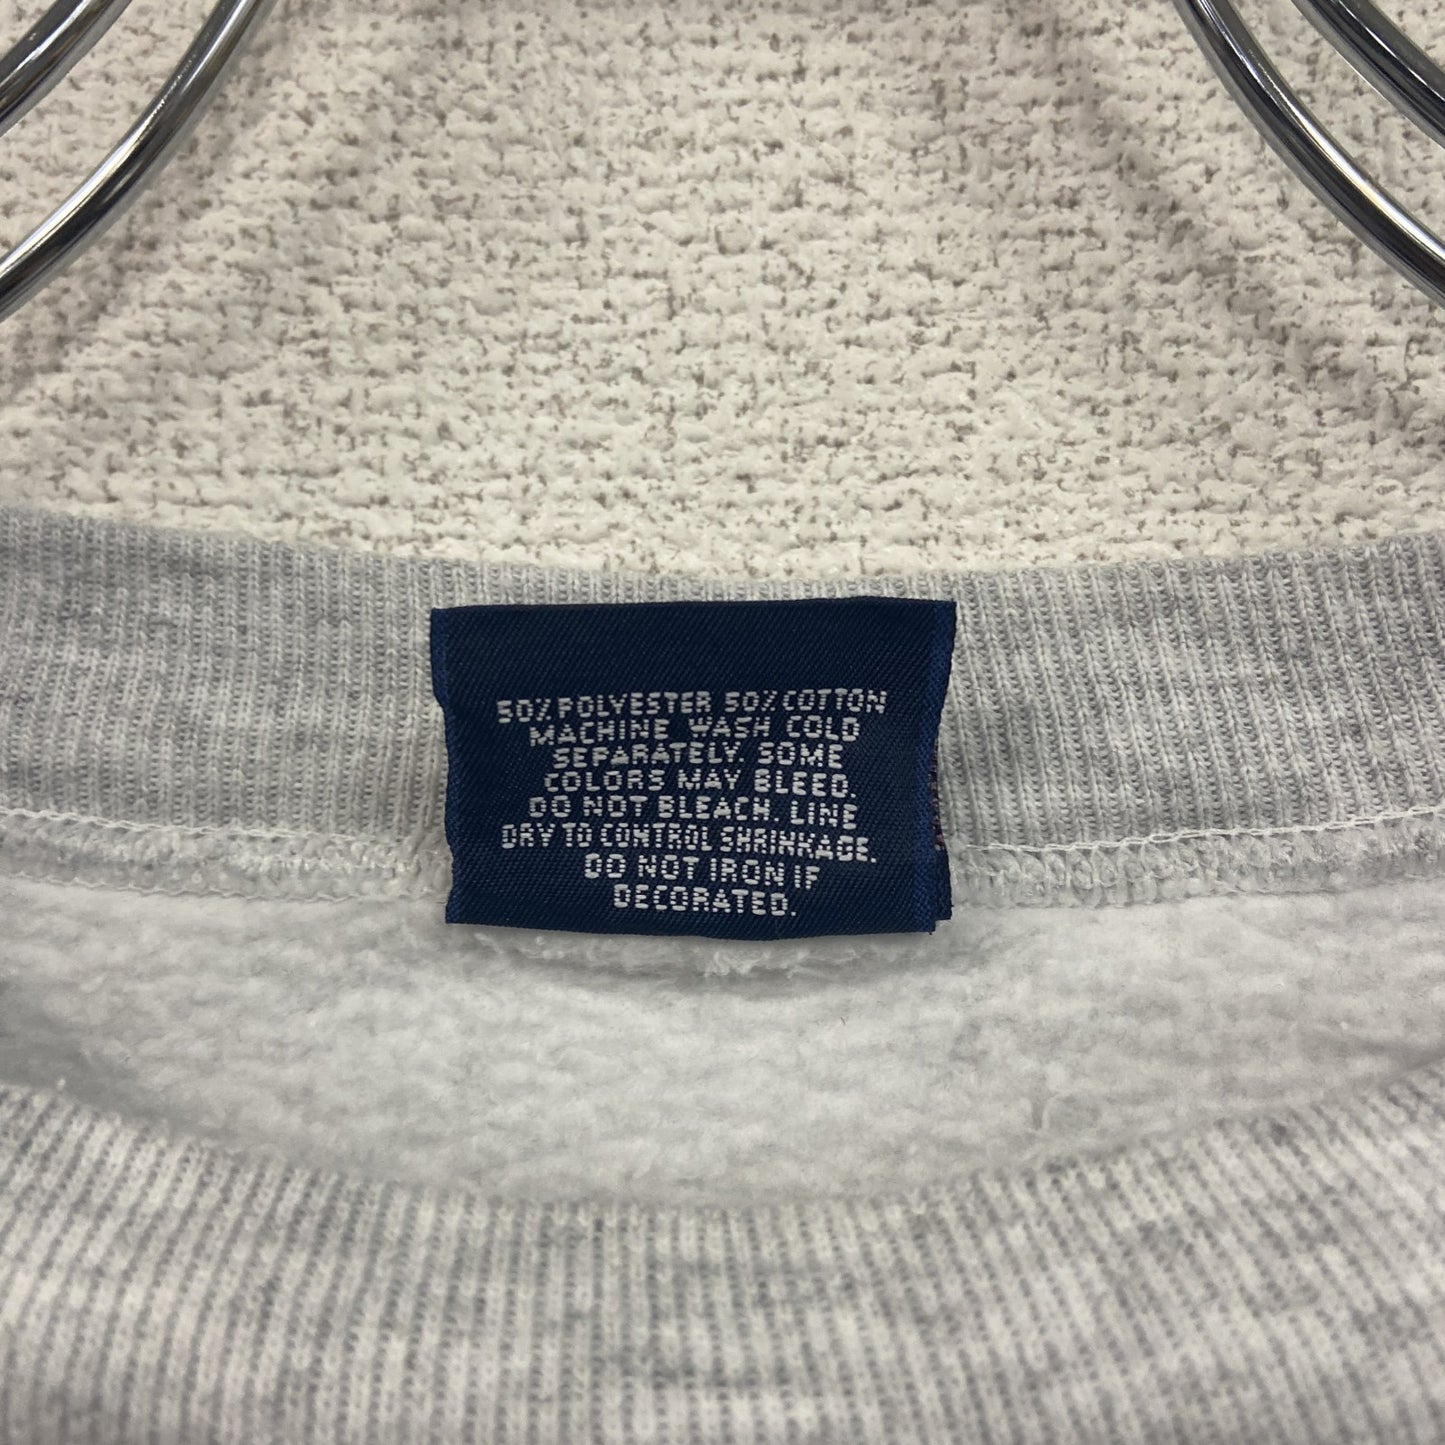 50% POLYESTER 50% COTTON
MACHINE WASH COLD
SEPARATELY. SOME
COLORS MAY BLEED.
DO NOT BLEACH. LINE
DRY TO CONTROL SHRINKAGE.
DO NOT IRON IF
DECORATED.